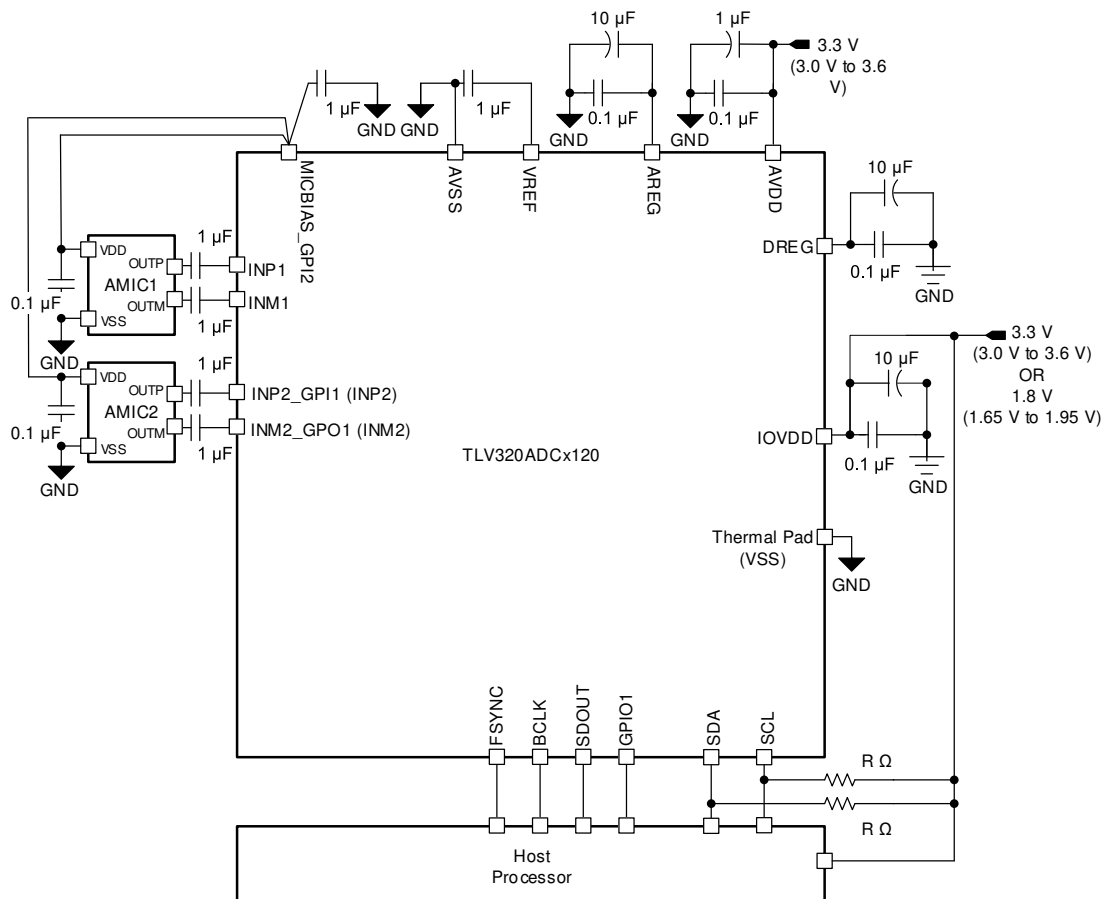 10 µF
1 µF
3.3 V
(3.0 V to 3.6
V)
1 µF
GND
GND
1 µF
0.1 µF
GND
0.1 µF
GND
MICBIAS_GPI2
AVSS
VREF
AREG
AVDD
10 µF
DREG
0.1 µF
GND
1 µF
VDD
OUTP
INP1
AMIC1
0.1 µF
OUTM
INM1
VSS
1 µF
GND
3.3 V
(3.0 V to 3.6 V)
OR
1.8 V
(1.65 V to 1.95 V)
10 µF
1 µF
VDD
OUTP
INP2_GPI1 (INP2)
AMIC2
0.1 µF
OUTM
INM2_GPO1 (INM2)
VSS
1 µF
GND
IOVDD
0.1 µF
GND
TLV320ADCx120
Thermal Pad
(VSS)
GND
FSYNC
BCLK
SDOUT
GPIO1
SDA
SCL
R Ω
R Ω
Host
Processor